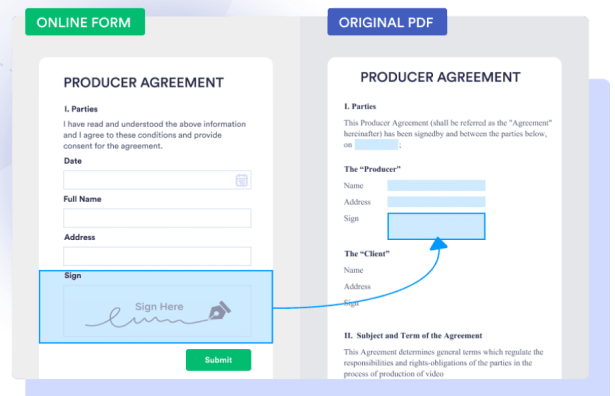 ONLINE FORM
PRODUCER AGREEMENT
I. Parties
I have read and understood the above information
and I agree to these conditions and provide
consent for the agreement.
Date
Full Name
Address
Sign
Sign Here
Submit
ORIGINAL PDF
PRODUCER AGREEMENT
I. Parties
This Producer Agreement (shall be referred as the "Agreement"
hereinafter) has been signedby and between the parties below,
on ;
The “Producer”
Name
Address
Sign
The “Client”
Name
Address
Sign
II. Subject and Term of the Agreement
This Agreement determines general terms which regulate the
responsibilities and rights-obligations of the parties in the
process of production of video